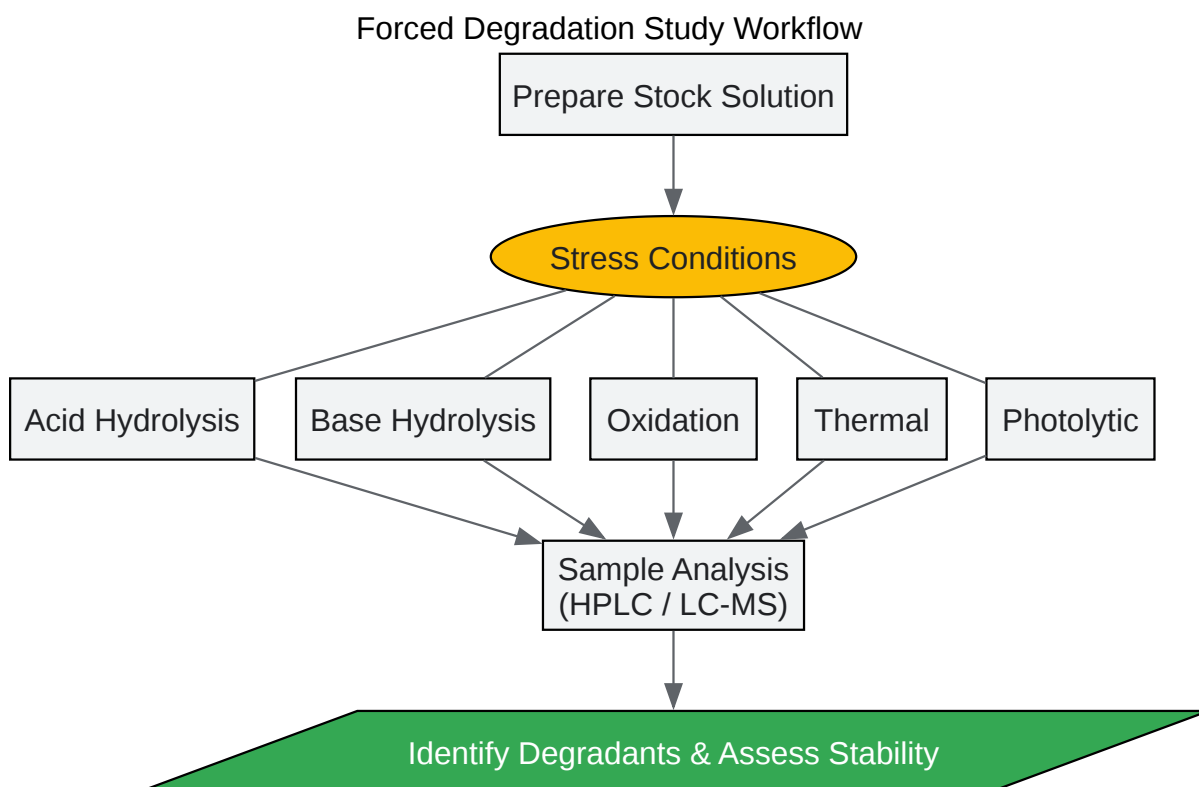 Forced Degradation Study Workflow
Prepare Stock Solution
Stress Conditions
Acid Hydrolysis
Base Hydrolysis
Oxidation
Thermal
Photolytic
Sample Analysis
(HPLC / LC-MS)
Identify Degradants & Assess Stability